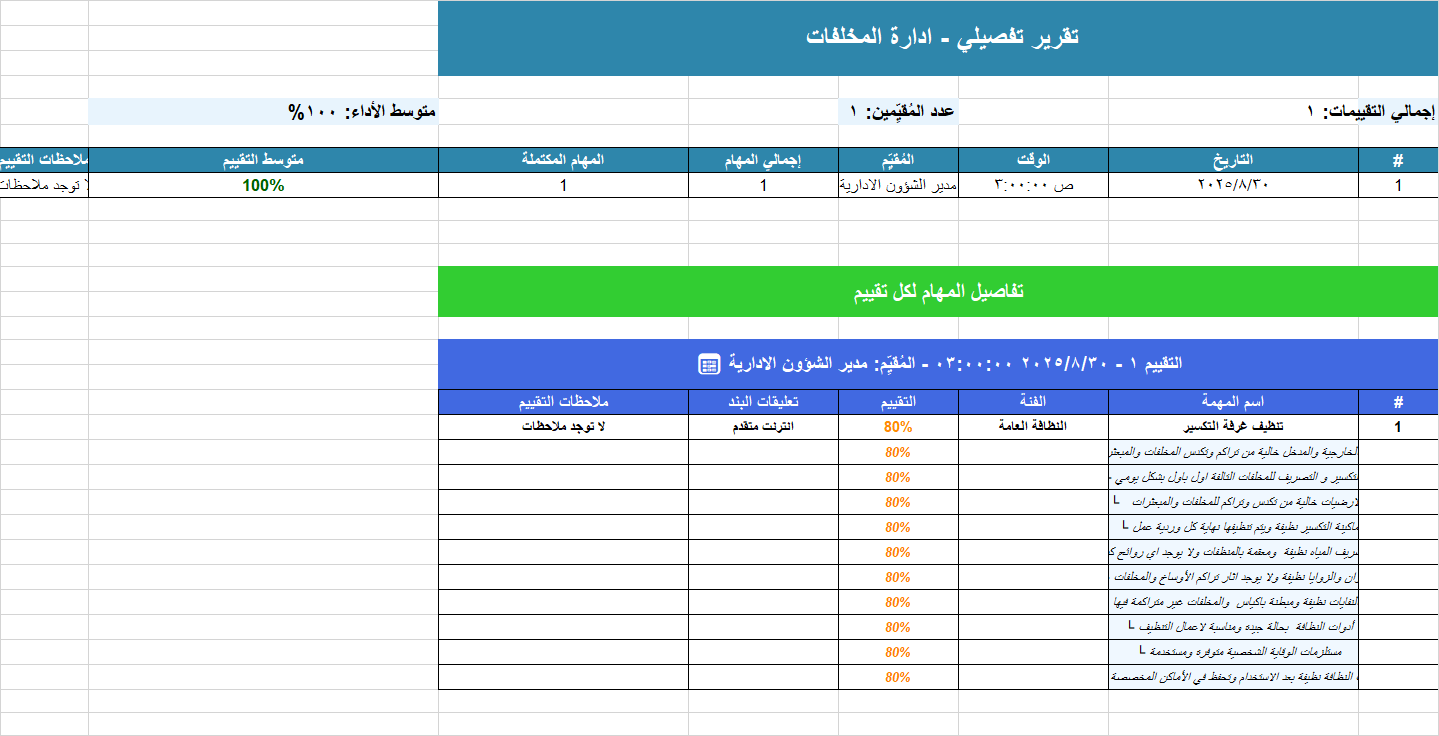 تقرير تفصيلي - ادارة المخلفات
إجمالي التقييمات: ١ عدد المُقيِّمين: ١ متوسط الأداء: ١٠٠%
# التاريخ الوقت المُقيِّم إجمالي المهام المهام المكتملة متوسط التقييم ملاحظات التقييم
1 ٢٠٢٥/٨/٣٠ ٣:٠٠:٠٠ ص مدير الشؤون الادارية 1 1 100% لا توجد ملاحظات
تفاصيل المهام لكل تقييم
التقييم ١ - ٢٠٢٥/٨/٣٠ ٠٣:٠٠:٠٠ - المُقيِّم: مدير الشؤون الادارية
# اسم المهمة الفئة التقييم تعليقات البند ملاحظات التقييم
1 تنظيف غرفة التكسير النظافة العامة 80% انترنت متقدم لا توجد ملاحظات
الخارجية والمدخل خالية من تراكم وتكدس المخلفات 80%
التكسير و التصريف للمخلفات التالفة اول باول بشكل يومي 80%
الارضيات خالية من تكدس وتراكم للمخلفات والمبعثرات └ 80%
ماكينة التكسير نظيفة ويتم تنظيفها نهاية كل وردية عمل └ 80%
المياه نظيفة ومعقمة بالمنظفات ولا يوجد اي روائح 80%
والزوايا نظيفة ولا يوجد اثار تراكم الأوساخ والمخلفات 80%
النفايات نظيفة ومبطنة باكياس والمخلفات غير متراكمة فيها 80%
أدوات النظافة بحالة جيده ومناسبة لاعمال التنظيف └ 80%
مستلزمات الوقاية الشخصية متوفره ومستخدمة └ 80%
النظافة نظيفة بعد الاستخدام وتحفظ في الأماكن المخصصة 80%